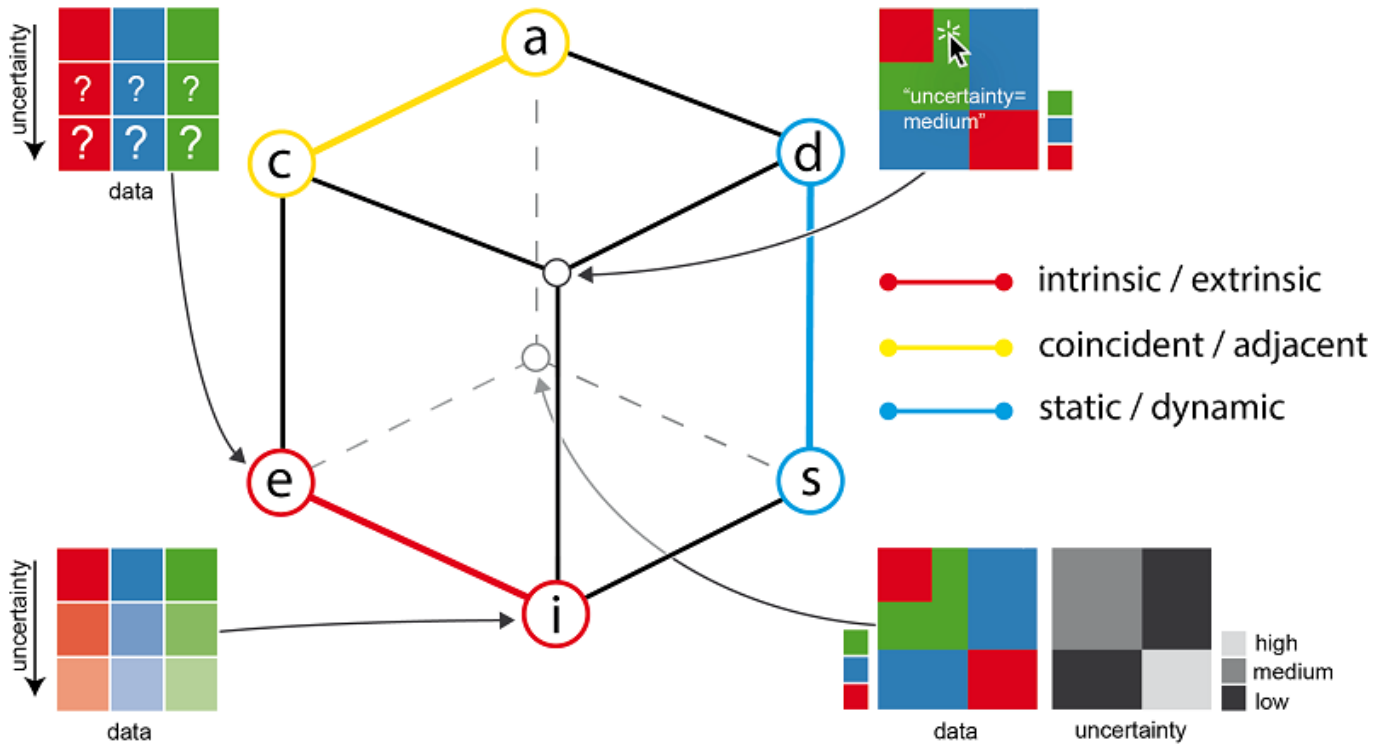 uncertainty
? ? ?
? ? ?
data
a
c
d
"uncertainty=
medium"
intrinsic / extrinsic
coincident / adjacent
static / dynamic
e
s
i
uncertainty
data
data
uncertainty
high
medium
low